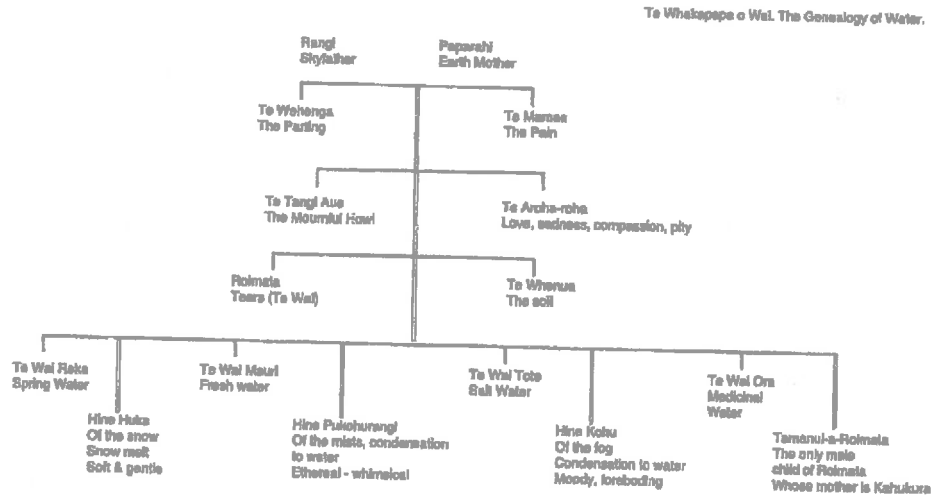 Te Whakapapa o Wai. The Genealogy of Water.
Rangi
Skyfather
Paparahi
Earth Mother
Te Wehenga
The Parting
Te Mamae
The Pain
Te Tangi Aue
The Mournful Howl
Te Aroha-roha
Love, sadness, compassion, pity
Roimata
Tears (Te Wai)
Te Whenua
The soil
Te Wai Reka
Spring Water
Te Wai Mauri
Fresh water
Te Wai Tote
Salt Water
Te Wai Ora
Medicinal
Water
Hine Huka
Of the snow
Snow melt
Soft & gentle
Hine Pukohurangi
Of the mists, condensation
to water
Ethereal - whimsical
Hine Kohu
Of the fog
Condensation to water
Moody, foreboding
Tamanui-a-Roimata
The only male
child of Roimata
Whose mother is Kahukura